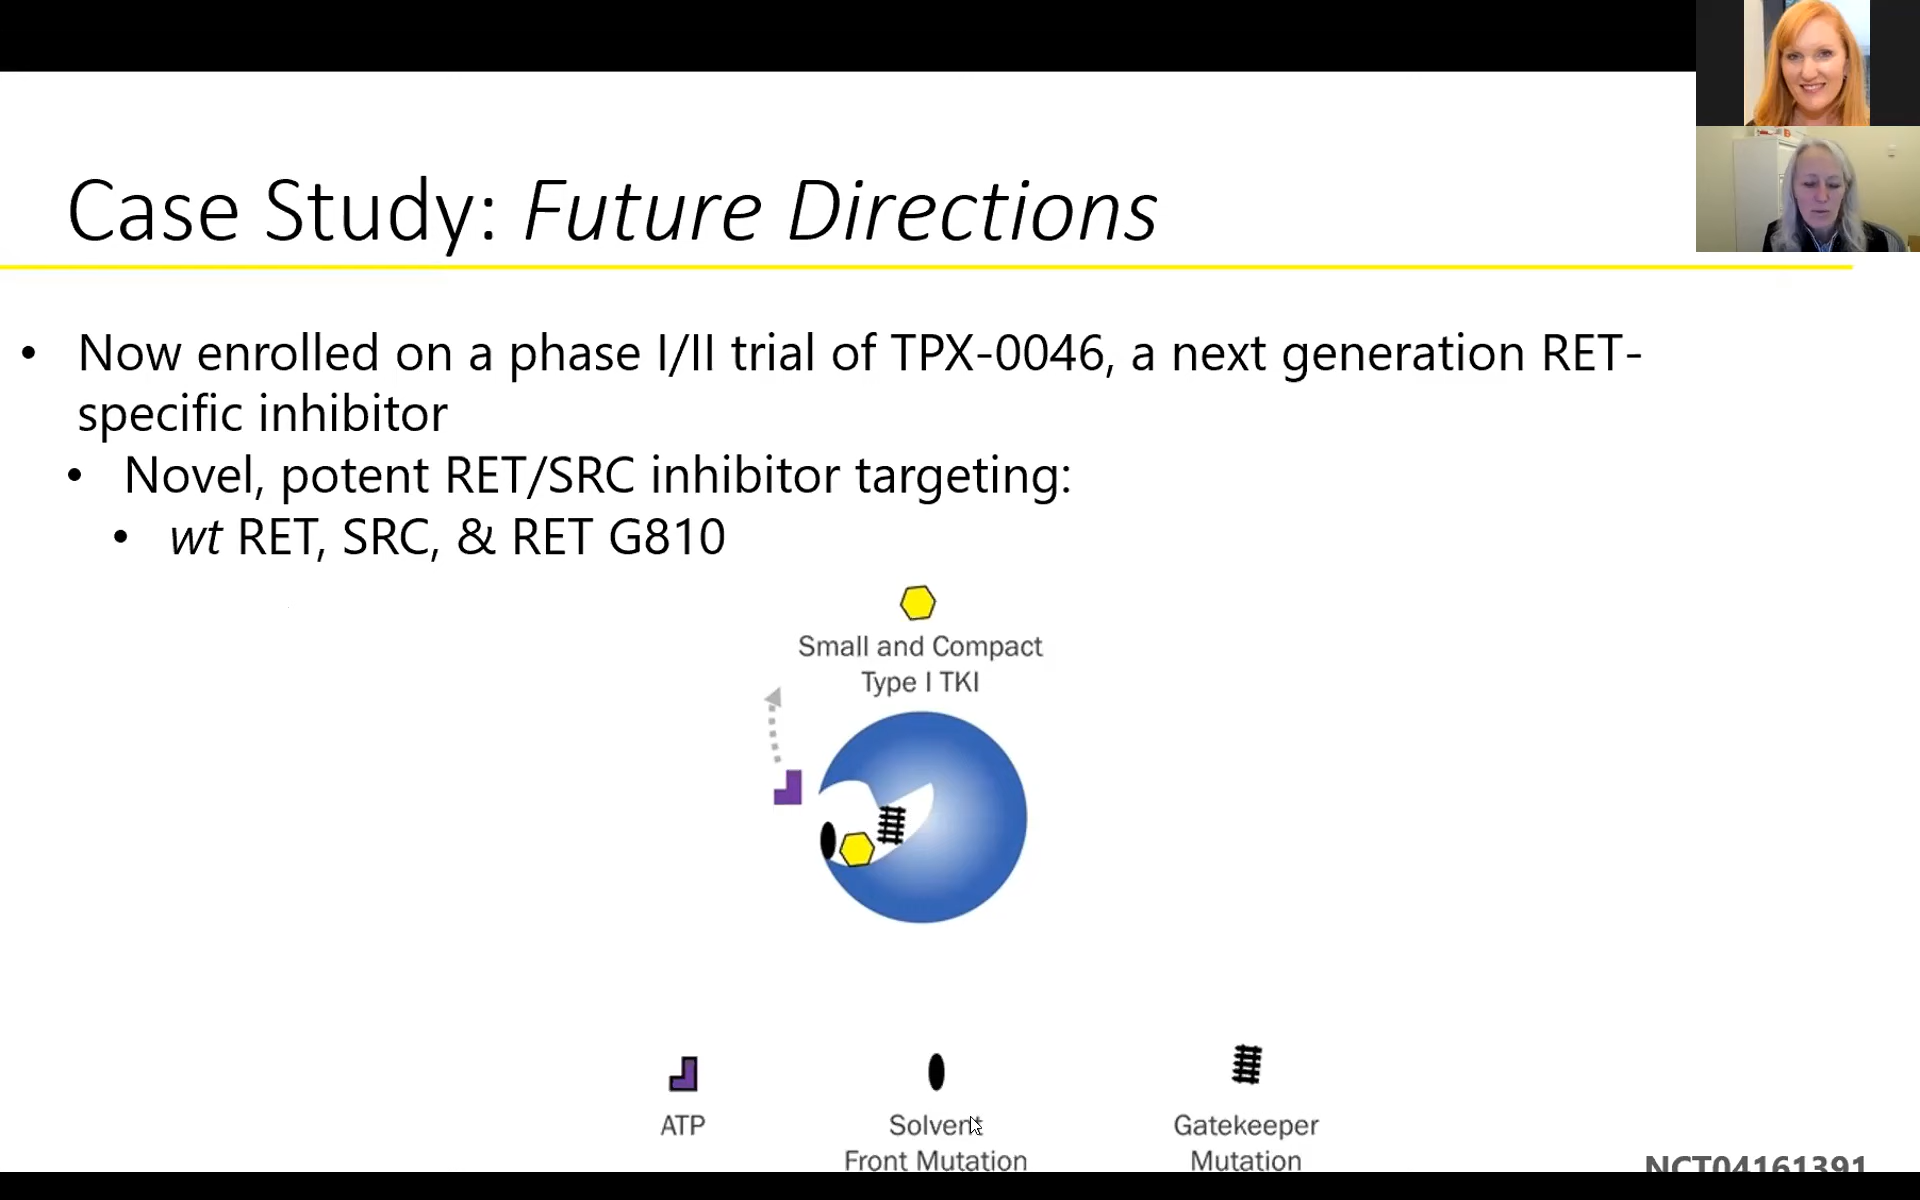 Case Study: Future Directions
• Now enrolled on a phase I/II trial of TPX-0046, a next generation RET-
specific inhibitor
• Novel, potent RET/SRC inhibitor targeting:
• wt RET, SRC, & RET G810
Small and Compact
Type I TKI
ATP
Solvent
Front Mutation
Gatekeeper
Mutation
NCT04161391